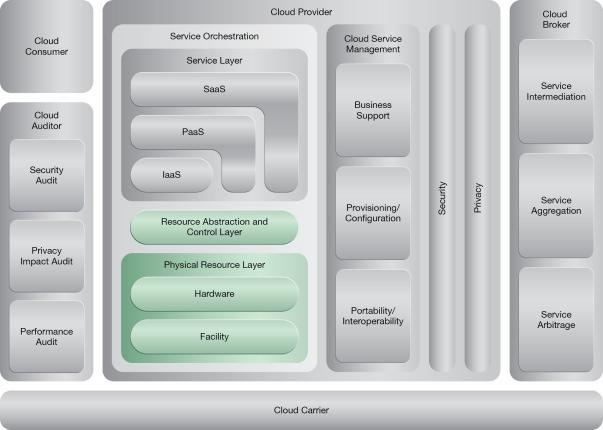 Cloud
Consumer
Cloud
Auditor
Security
Audit
Privacy
Impact Audit
Performance
Audit
Cloud Provider
Service Orchestration
Service Layer
SaaS
PaaS
IaaS
Resource Abstraction and
Control Layer
Physical Resource Layer
Hardware
Facility
Cloud Service
Management
Business
Support
Provisioning/
Configuration
Portability/
Interoperability
Security
Privacy
Cloud
Broker
Service
Intermediation
Service
Aggregation
Service
Arbitrage
Cloud Carrier